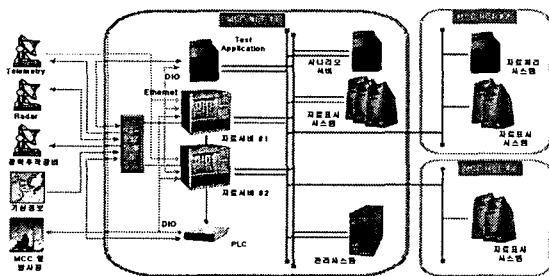 Test
Application
Telemetry
DIO
시나리오
서버
자료처리
시스템
Ethernet
Radar
자료표시
시스템
자료표시
시스템
자료서버 #1
광학추적장비
기상정보
자료서버 #2
자료표시
시스템
DIO
MCC 및
발사장
PLC
관리시스템